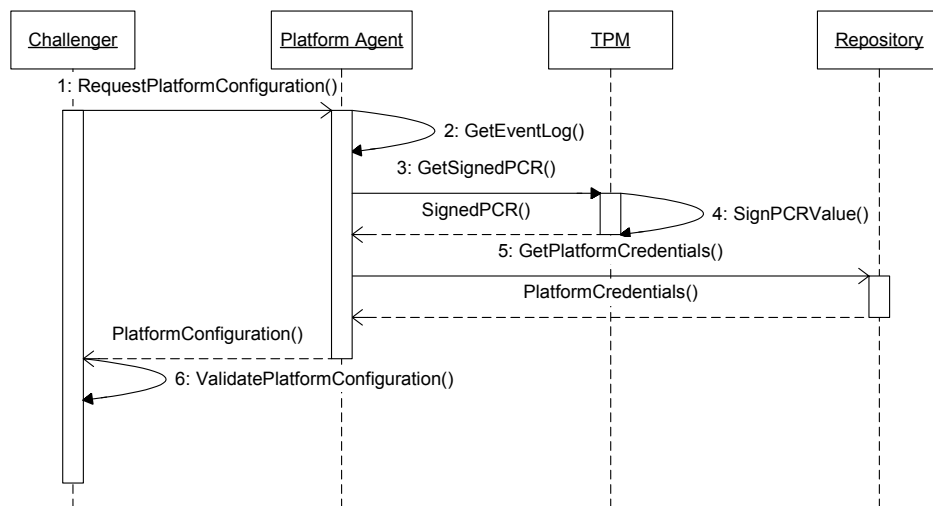 Challenger
Platform Agent
TPM
Repository
1: RequestPlatformConfiguration()
2: GetEventLog()
3: GetSignedPCR()
SignedPCR()
4: SignPCRValue()
5: GetPlatformCredentials()
PlatformCredentials()
PlatformConfiguration()
6: ValidatePlatformConfiguration()